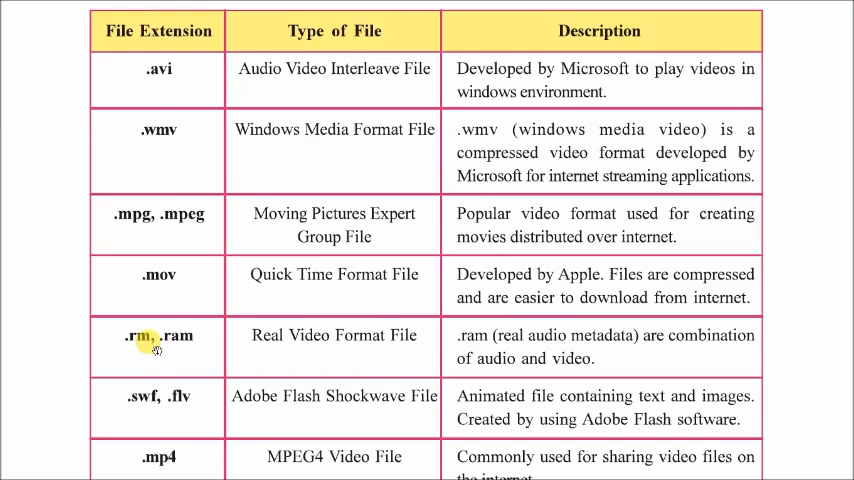 File Extension
Type of File
Description
.avi
Audio Video Interleave File
Developed by Microsoft to play videos in
windows environment.
.wmv
Windows Media Format File
.wmv (windows media video) is a
compressed video format developed by
Microsoft for internet streaming applications.
.mpg, .mpeg
Moving Pictures Expert
Group File
Popular video format used for creating
movies distributed over internet.
.mov
Quick Time Format File
Developed by Apple. Files are compressed
and are easier to download from internet.
.rm, .ram
Real Video Format File
.ram (real audio metadata) are combination
of audio and video.
.swf, .flv
Adobe Flash Shockwave File
Animated file containing text and images.
Created by using Adobe Flash software.
.mp4
MPEG4 Video File
Commonly used for sharing video files on
the internet.